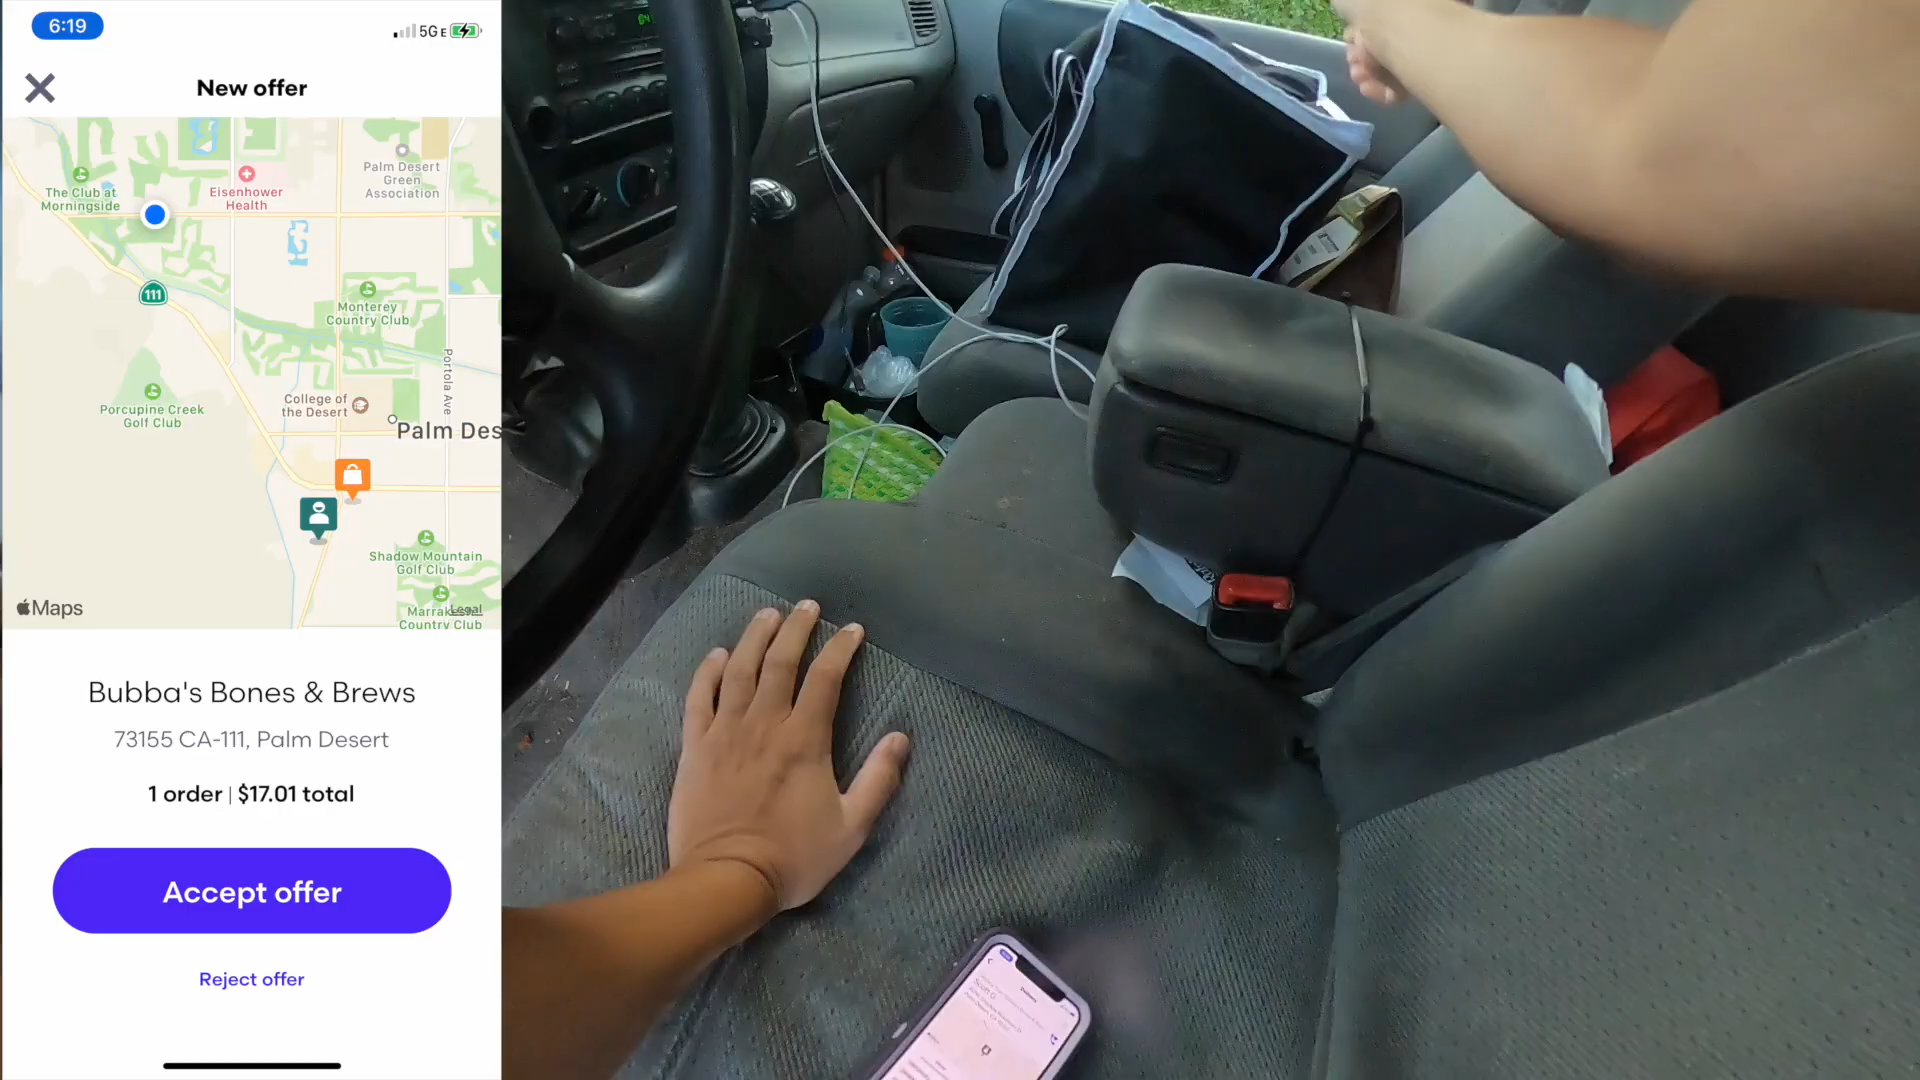 6:19
5GE
New offer
Palm Desert
Green
Association
The Club at
Morningside
Eisenhower
Health
111
Monterey
Country Club
Portola Ave
Porcupine Creek
Golf Club
College of
the Desert
Palm Des
Shadow Mountain
Golf Club
Maps
Legal
Country Club
Bubba's Bones & Brews
73155 CA-111, Palm Desert
1 order | $17.01 total
Accept offer
Reject offer
Delivery